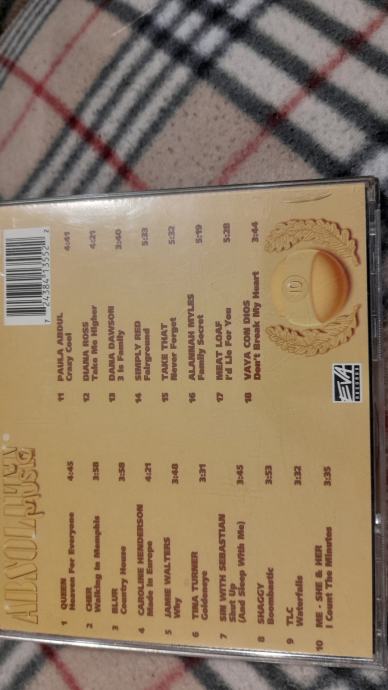 ABSOLUTE
Music
1 QUEEN
Heaven For Everyone 4:45
2 CHER
Walking In Memphis 3:58
3 BLUR
Country House 3:58
4 CAROLINE HENDERSON
Made In Europe 4:21
5 JAMIE WALTERS
Why 3:48
6 TINA TURNER
Goldeneye 3:31
7 SIN WITH SEBASTIAN
Shut Up
(And Sleep With Me) 3:45
8 SHAGGY
Boombastic 3:53
9 TLC
Waterfalls 3:32
10 ME - SHE & HER
I Count The Minutes 3:35
11 PAULA ABDUL
Crazy Cool 4:41
12 DIANA ROSS
Take Me Higher 4:21
13 DANA DAWSON
3 Is Family 3:40
14 SIMPLY RED
Fairground 5:33
15 TAKE THAT
Never Forget 5:32
16 ALANNAH MYLES
Family Secret 5:19
17 MEAT LOAF
I'd Lie For You 5:28
18 VAYA CON DIOS
Don't Break My Heart 3:44
7 24384 13552 2
EVA
RECORDS
10